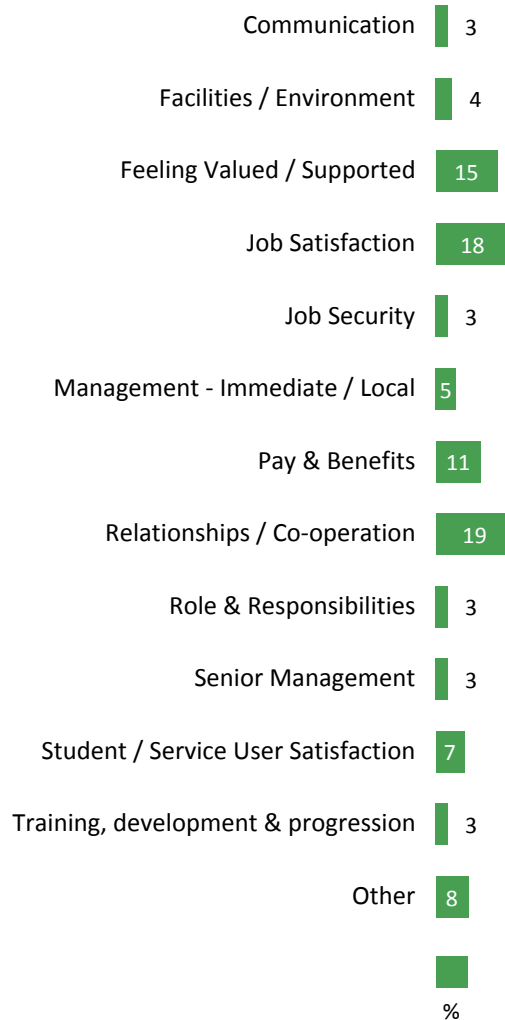 Communication 3
Facilities / Environment 4
Feeling Valued / Supported 15
Job Satisfaction 18
Job Security 3
Management - Immediate / Local 5
Pay & Benefits 11
Relationships / Co-operation 19
Role & Responsibilities 3
Senior Management 3
Student / Service User Satisfaction 7
Training, development & progression 3
Other 8
%